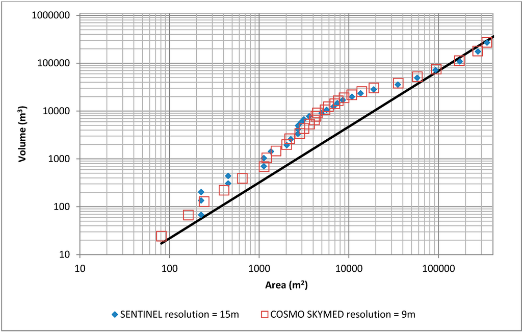 1000000
100000
10000
1000
100
10
Volume (m³)
10 100 1000 10000 100000
Area (m²)
SENTINEL resolution = 15m COSMO SKYMED resolution = 9m